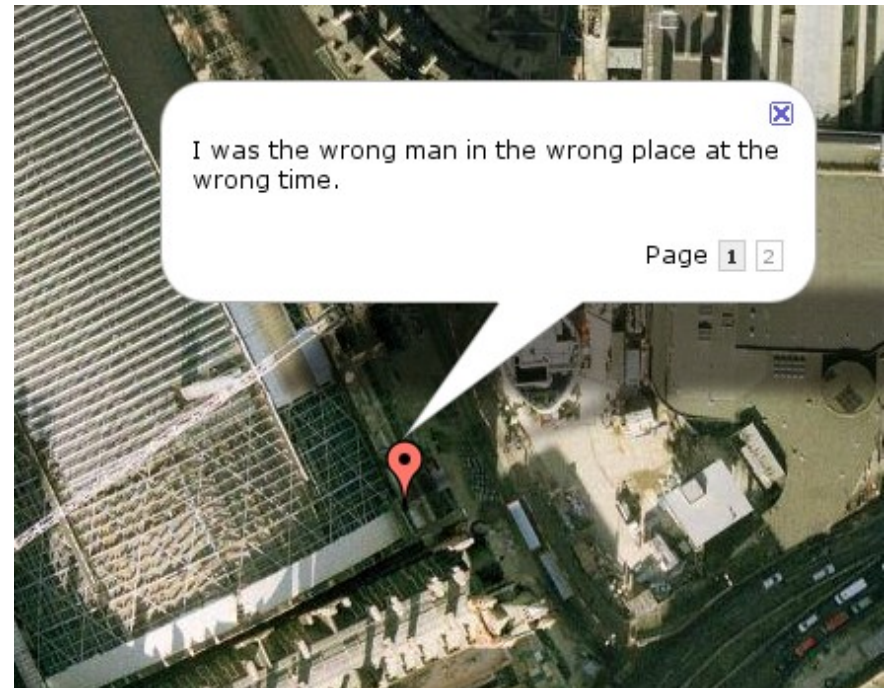 I was the wrong man in the wrong place at the
wrong time.
Page 1 2